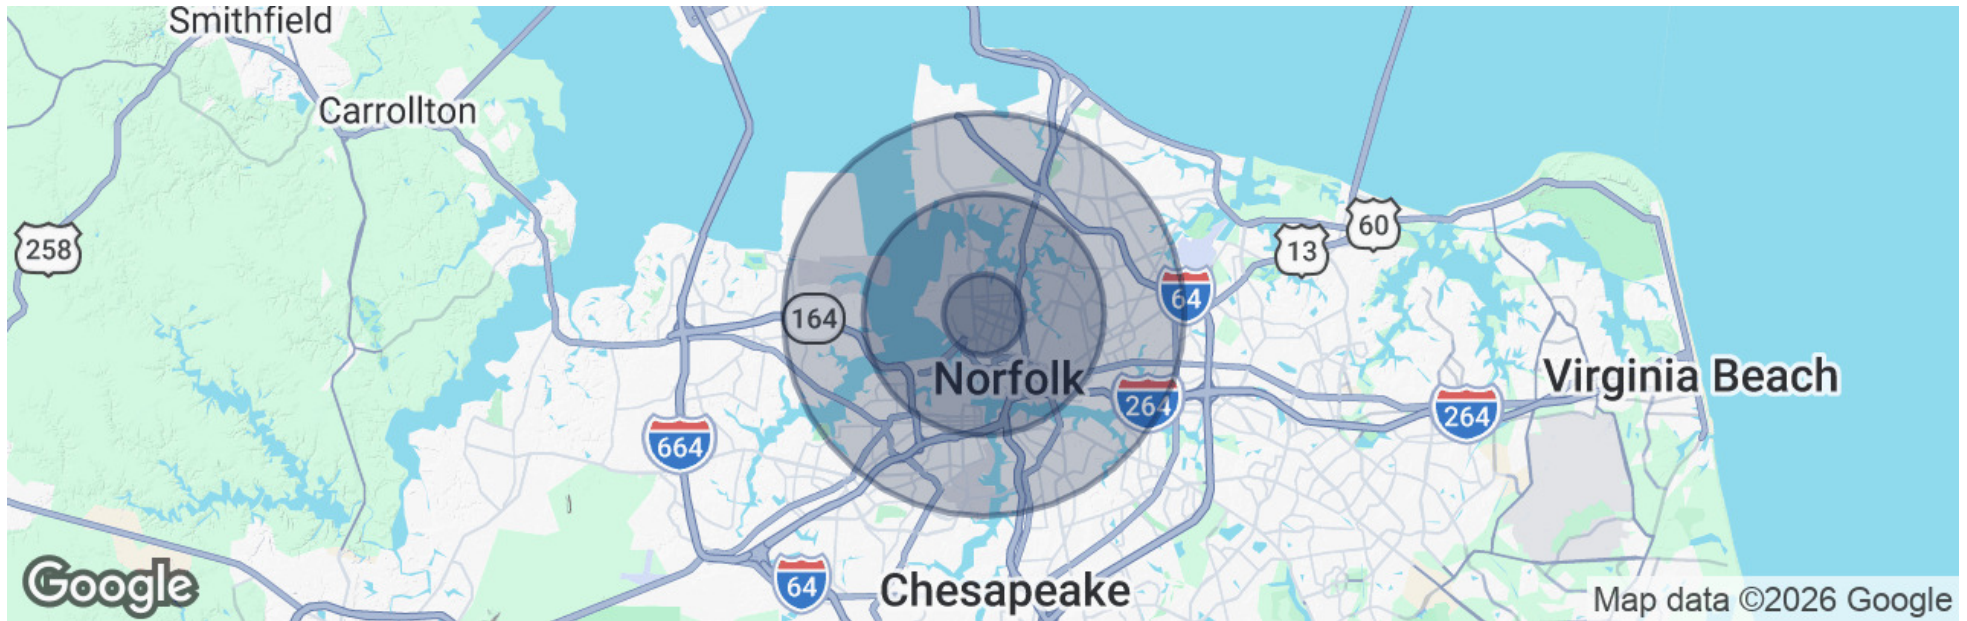 Smithfield
Carrollton
258
60
13
64
164
Norfolk
Virginia Beach
264
264
664
64
Chesapeake
Google
Map data ©2026 Google